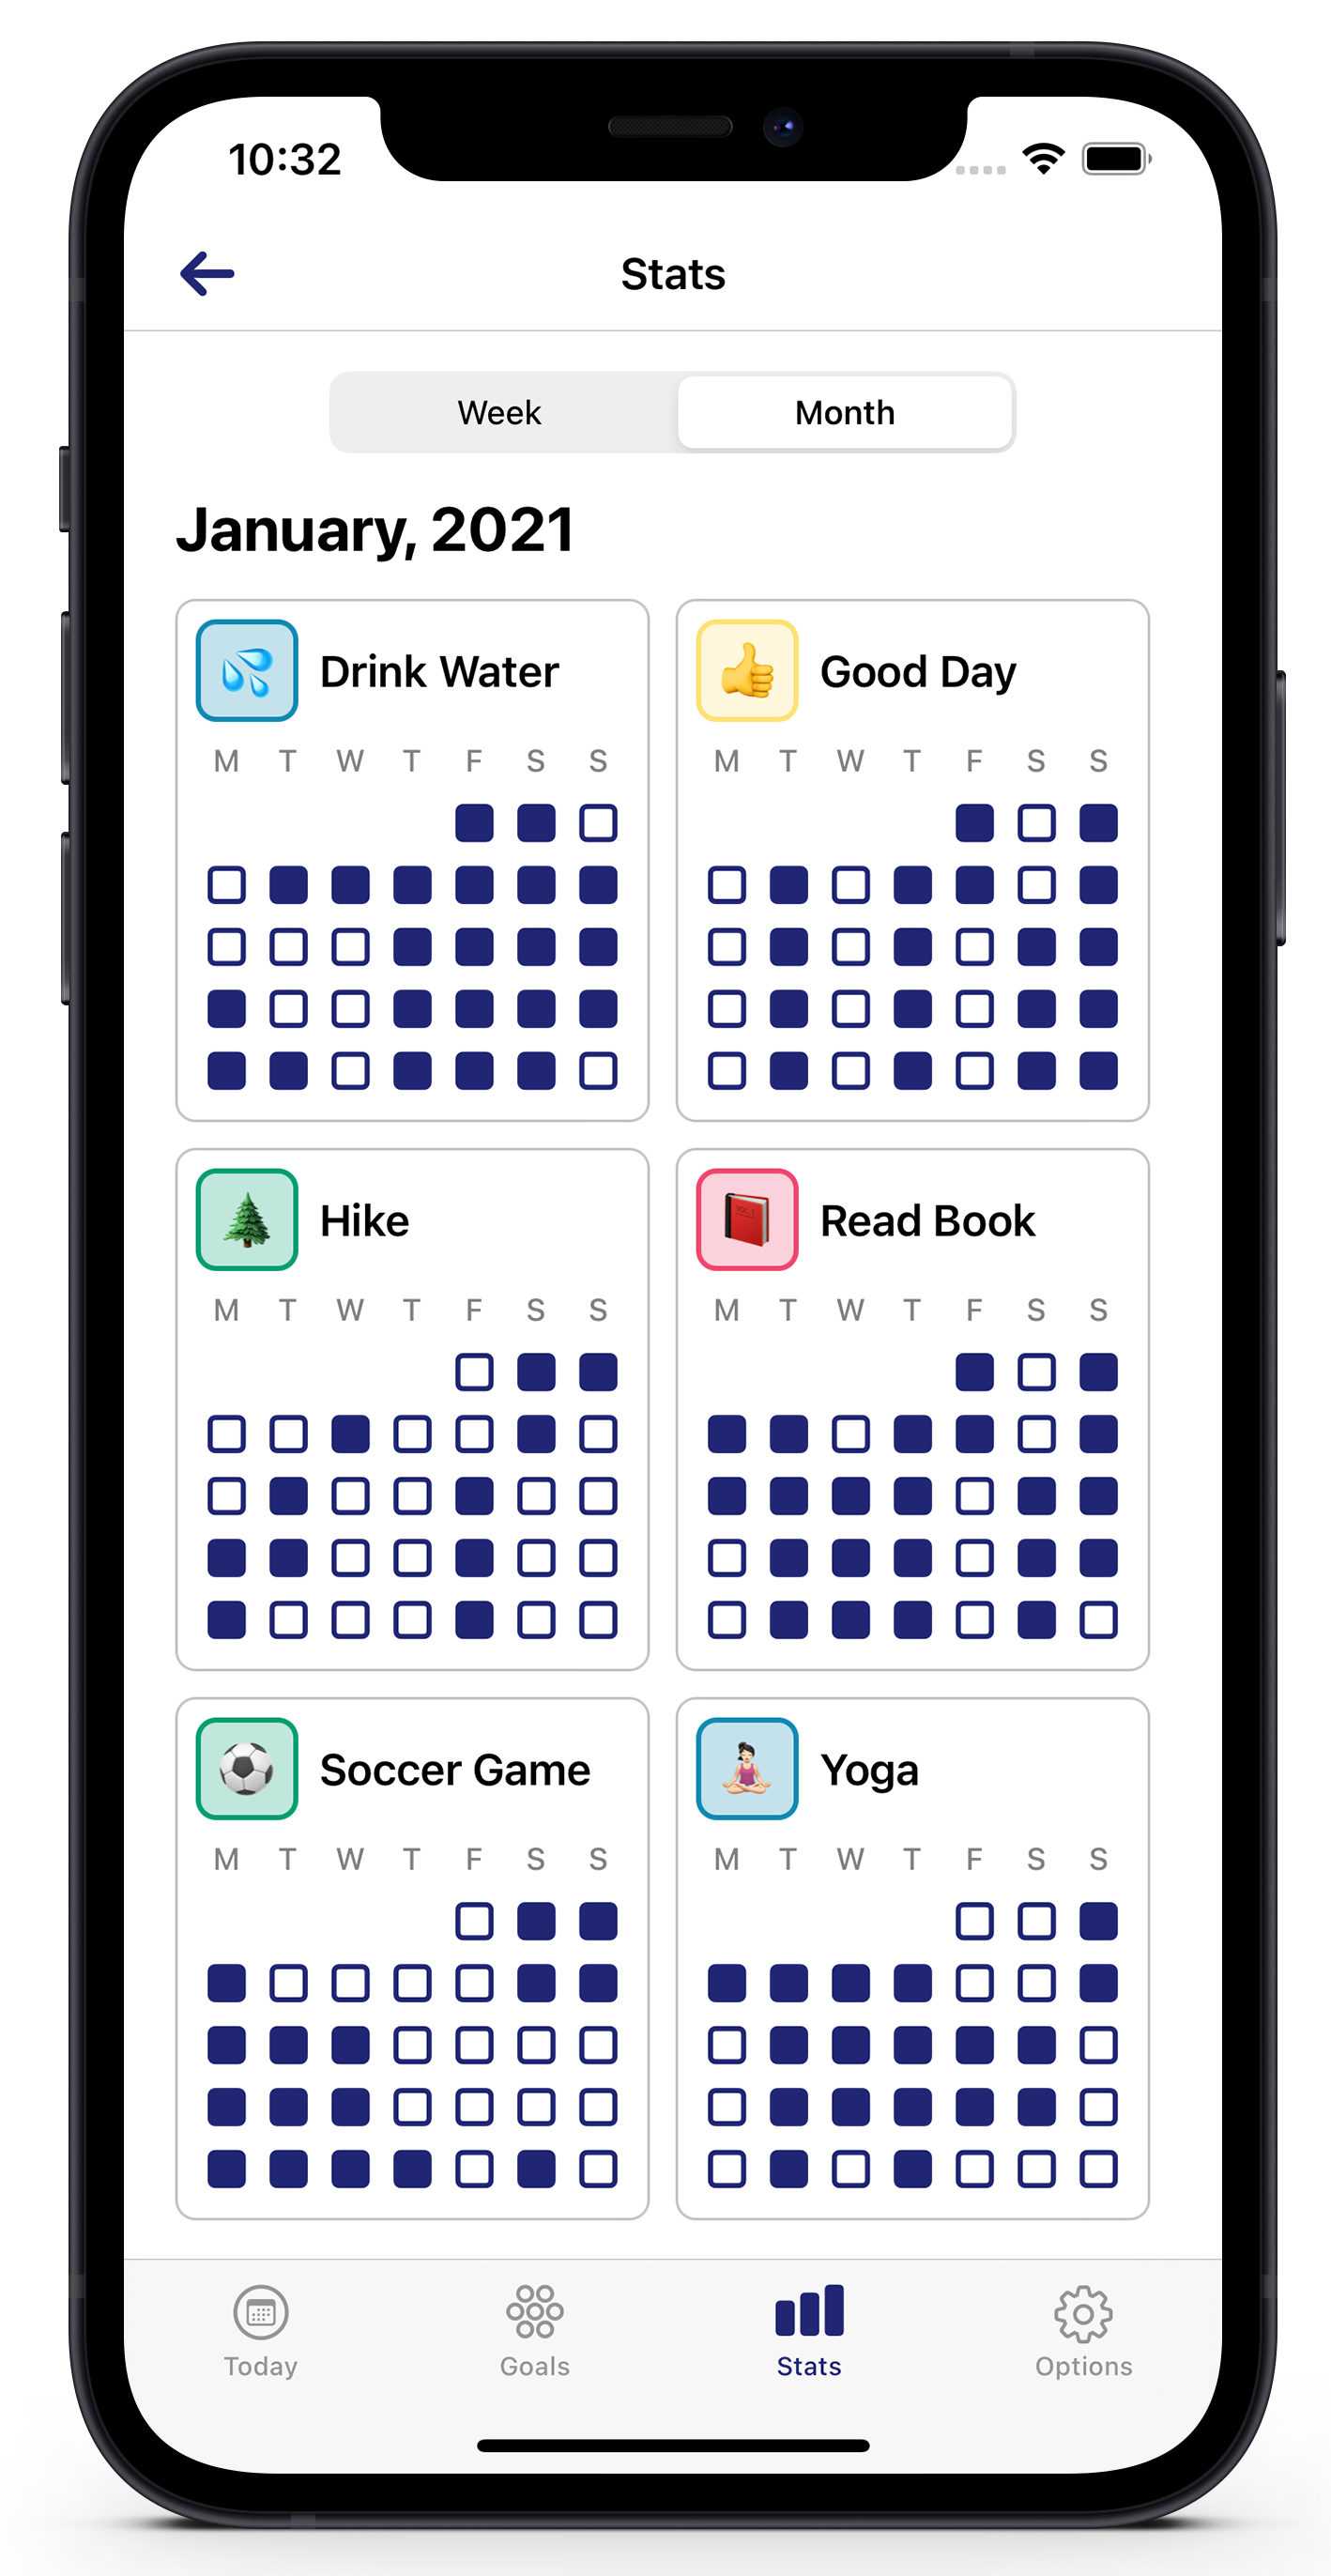 10:32
Stats
Week Month
January, 2021
Drink Water
M T W T F S S
Good Day
M T W T F S S
Hike
M T W T F S S
Read Book
M T W T F S S
Soccer Game
M T W T F S S
Yoga
M T W T F S S
Today Goals Stats Options